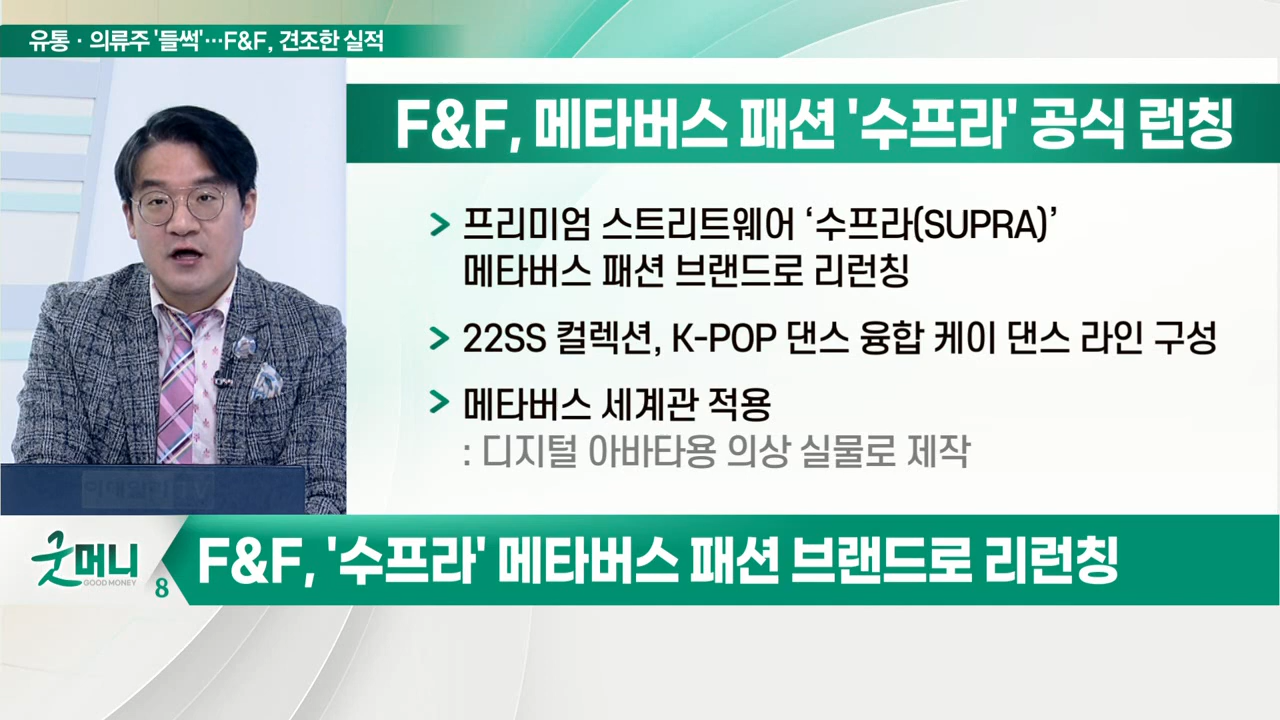 유통·의류주 '들썩'…F&F, 견조한 실적
F&F, 메타버스 패션 '수프라' 공식 런칭
> 프리미엄 스트리트웨어 ‘수프라(SUPRA)’
메타버스 패션 브랜드로 리런칭
> 22SS 컬렉션, K-POP 댄스 융합 케이 댄스 라인 구성
> 메타버스 세계관 적용
: 디지털 아바타용 의상 실물로 제작
이데일리TV
굿머니
GOOD MONEY
8
F&F, '수프라' 메타버스 패션 브랜드로 리런칭